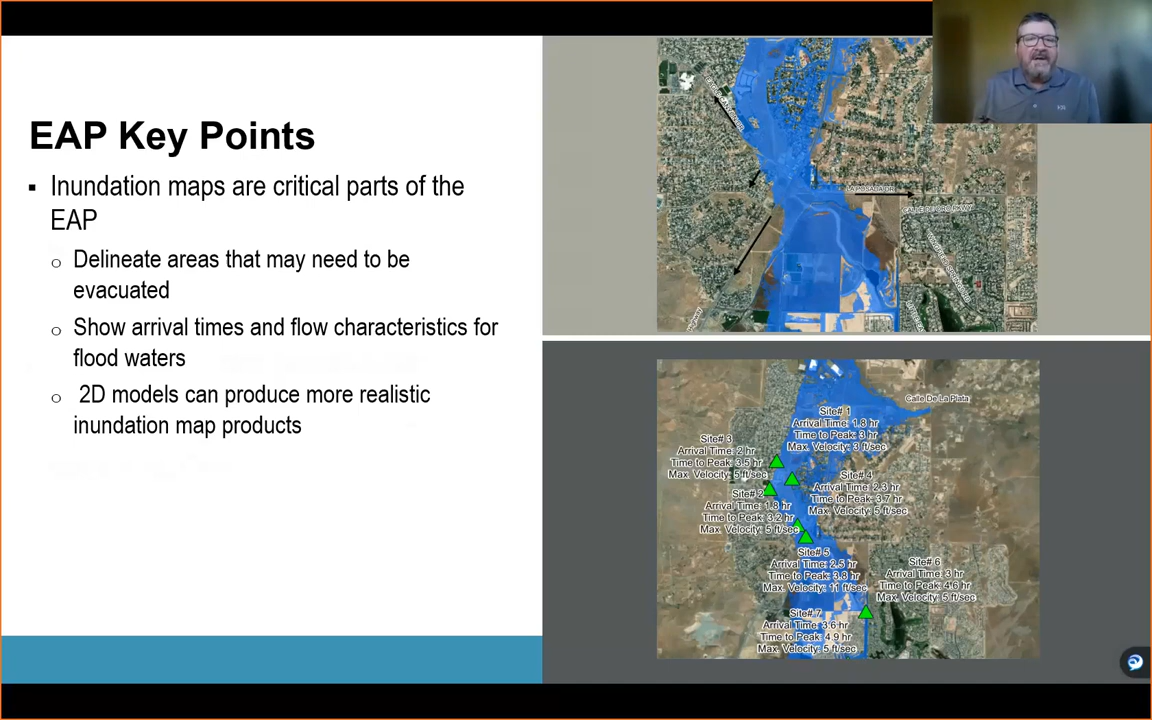 EAP Key Points
▪ Inundation maps are critical parts of the
EAP
o Delineate areas that may need to be
evacuated
o Show arrival times and flow characteristics for
flood waters
o 2D models can produce more realistic
inundation map products
LA POSADA DR
CALLE DE ORO PKWY
Highway
Calle De La Plata
Site# 1
Arrival Time: 1.8 hr
Time to Peak: 3 hr
Max. Velocity: 3 ft/sec
Site# 3
Arrival Time: 2 hr
Time to Peak: 3.5 hr
Max. Velocity: 5 ft/sec
Site# 4
Arrival Time: 2.3 hr
Time to Peak: 3.7 hr
Max. Velocity: 5 ft/sec
Site# 2
Arrival Time: 1.8 hr
Time to Peak: 3.2 hr
Max. Velocity: 5 ft/sec
Site# 5
Arrival Time: 2.5 hr
Time to Peak: 3.8 hr
Max. Velocity: 11 ft/sec
Site# 6
Arrival Time: 3 hr
Time to Peak: 4.6 hr
Max. Velocity: 5 ft/sec
Site# 7
Arrival Time: 3.6 hr
Time to Peak: 4.9 hr
Max. Velocity: 5 ft/sec